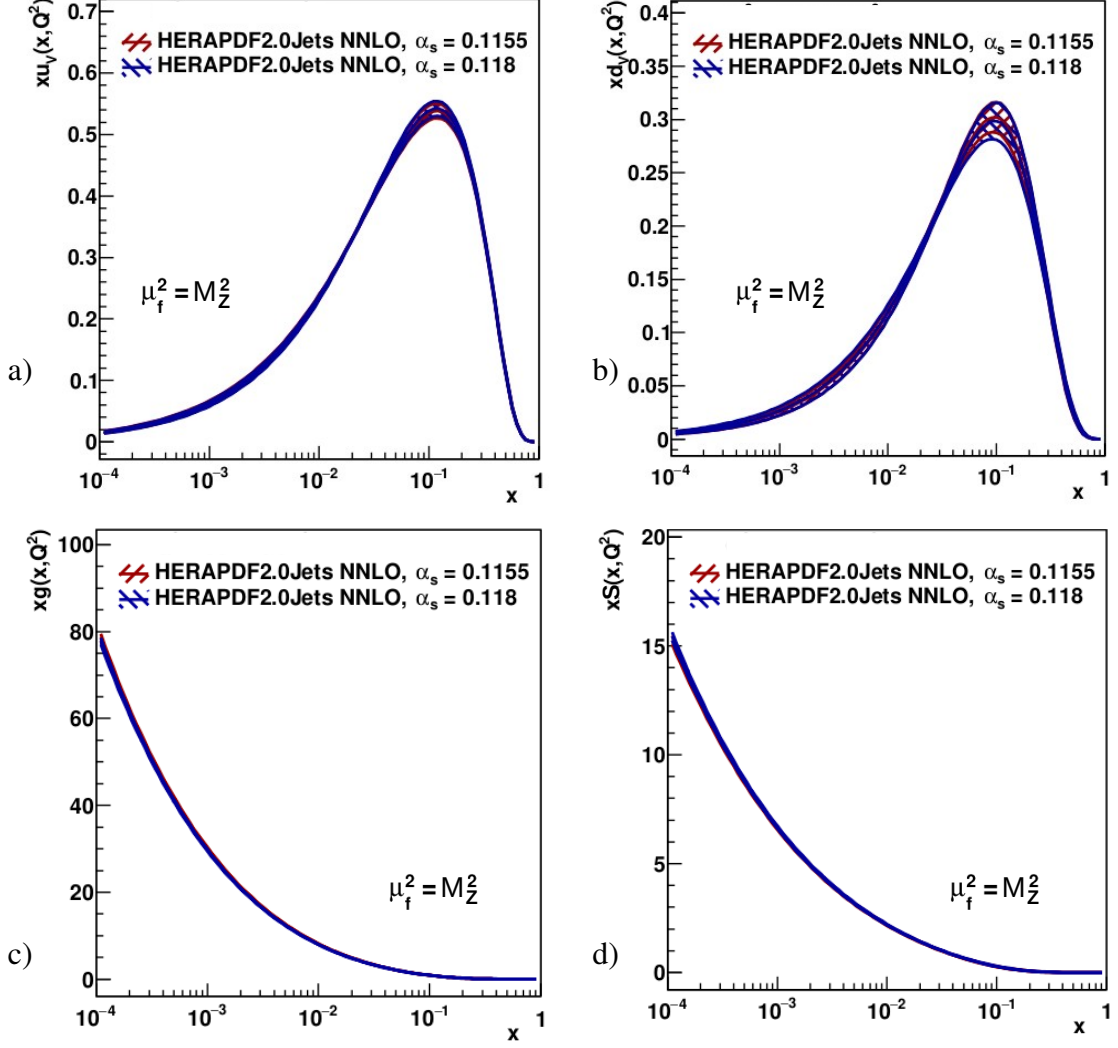 a)
xu_V(x,Q²)
HERAPDF2.0Jets NNLO, α_s = 0.1155
HERAPDF2.0Jets NNLO, α_s = 0.118
μ_f² = M_Z²
0.7
0.6
0.5
0.4
0.3
0.2
0.1
0
10⁻⁴ 10⁻³ 10⁻² 10⁻¹ 1
x
b)
xd_V(x,Q²)
HERAPDF2.0Jets NNLO, α_s = 0.1155
HERAPDF2.0Jets NNLO, α_s = 0.118
μ_f² = M_Z²
0.4
0.35
0.3
0.25
0.2
0.15
0.1
0.05
0
10⁻⁴ 10⁻³ 10⁻² 10⁻¹ 1
x
c)
xg(x,Q²)
HERAPDF2.0Jets NNLO, α_s = 0.1155
HERAPDF2.0Jets NNLO, α_s = 0.118
μ_f² = M_Z²
100
80
60
40
20
0
10⁻⁴ 10⁻³ 10⁻² 10⁻¹ 1
x
d)
xS(x,Q²)
HERAPDF2.0Jets NNLO, α_s = 0.1155
HERAPDF2.0Jets NNLO, α_s = 0.118
μ_f² = M_Z²
20
15
10
5
0
10⁻⁴ 10⁻³ 10⁻² 10⁻¹ 1
x